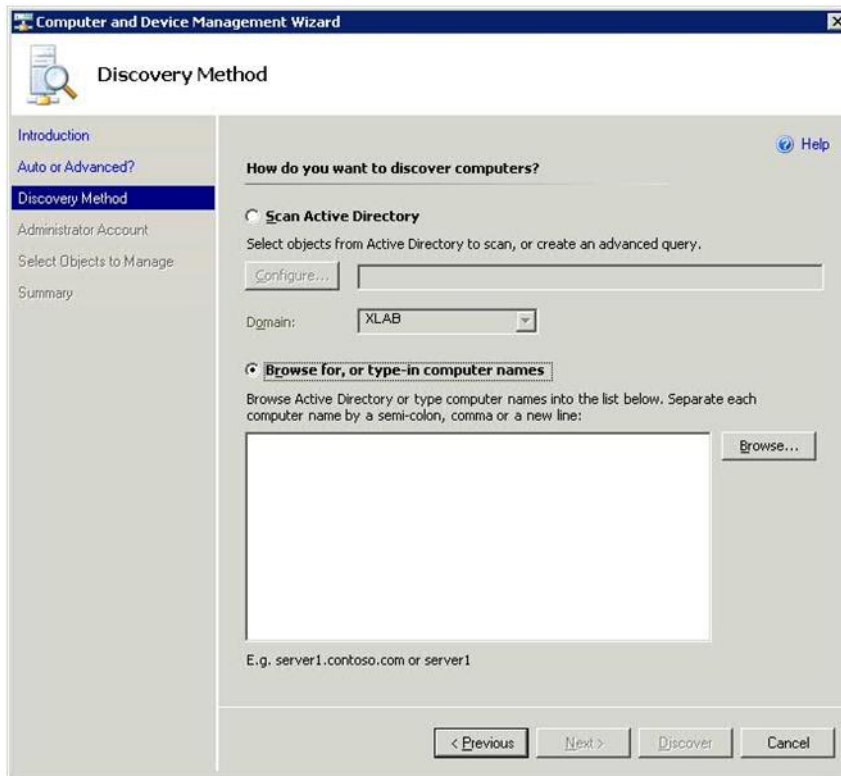 Computer and Device Management Wizard
Discovery Method
Introduction
Auto or Advanced?
Discovery Method
Administrator Account
Select Objects to Manage
Summary
Help
How do you want to discover computers?
Scan Active Directory
Select objects from Active Directory to scan, or create an advanced query.
Configure...
Domain:
XLAB
Browse for, or type-in computer names
Browse Active Directory or type computer names into the list below. Separate each
computer name by a semi-colon, comma or a new line:
Browse...
E.g. server1.contoso.com or server1
< Previous
Next >
Discover
Cancel